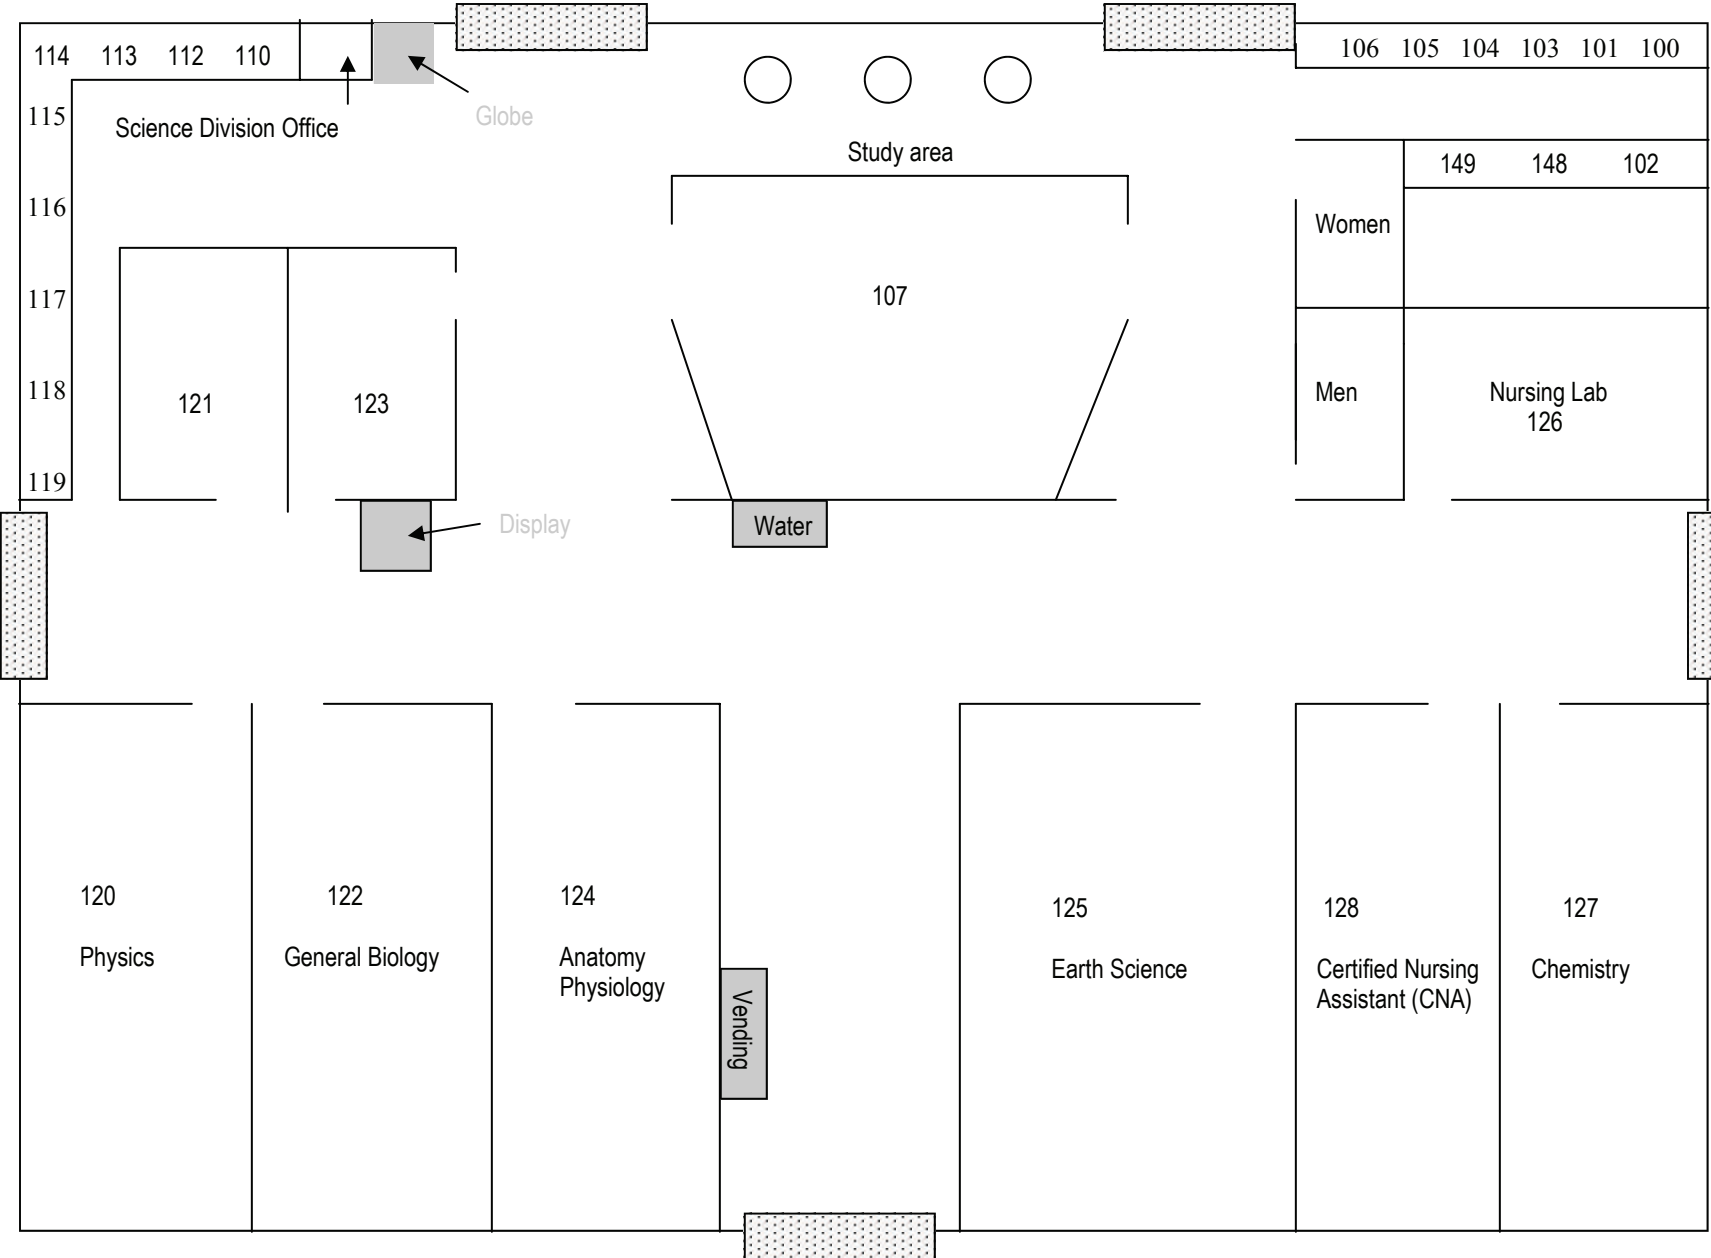 114 113 112 110
106 105 104 103 101 100
115
Globe
Science Division Office
Study area
149 148 102
116
Women
117
107
118
121
123
Men
Nursing Lab
126
119
Display
Water
120
Physics
122
General Biology
124
Anatomy
Physiology
Vending
125
Earth Science
128
Certified Nursing
Assistant (CNA)
127
Chemistry